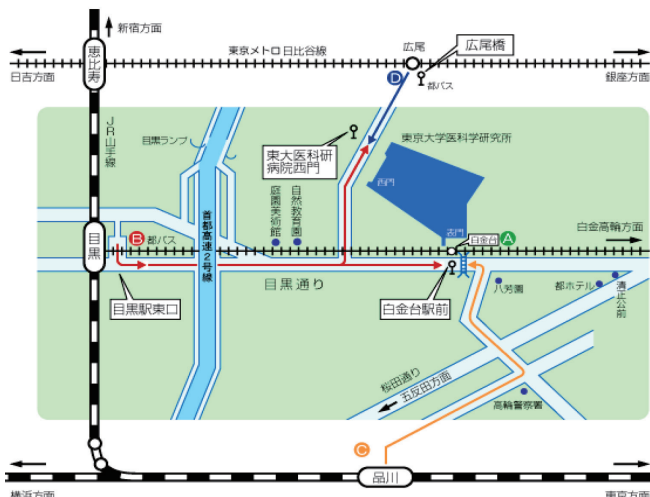 新宿方面
恵比寿
東京メトロ日比谷線
広尾
広尾橋
日吉方面
D
都バス
銀座方面
JR山手線
目黒ランプ
東大医科研
病院西門
東京大学医科学研究所
西門
表門
庭園美術館
自然教育園
首都高速2号線
目黒
B
都バス
白金台
A
白金高輪方面
目黒通り
目黒駅東口
白金台駅前
八芳園
都ホテル
清正公前
桜田通り
五反田方面
高輪警察署
C
品川
横浜方面
東京方面